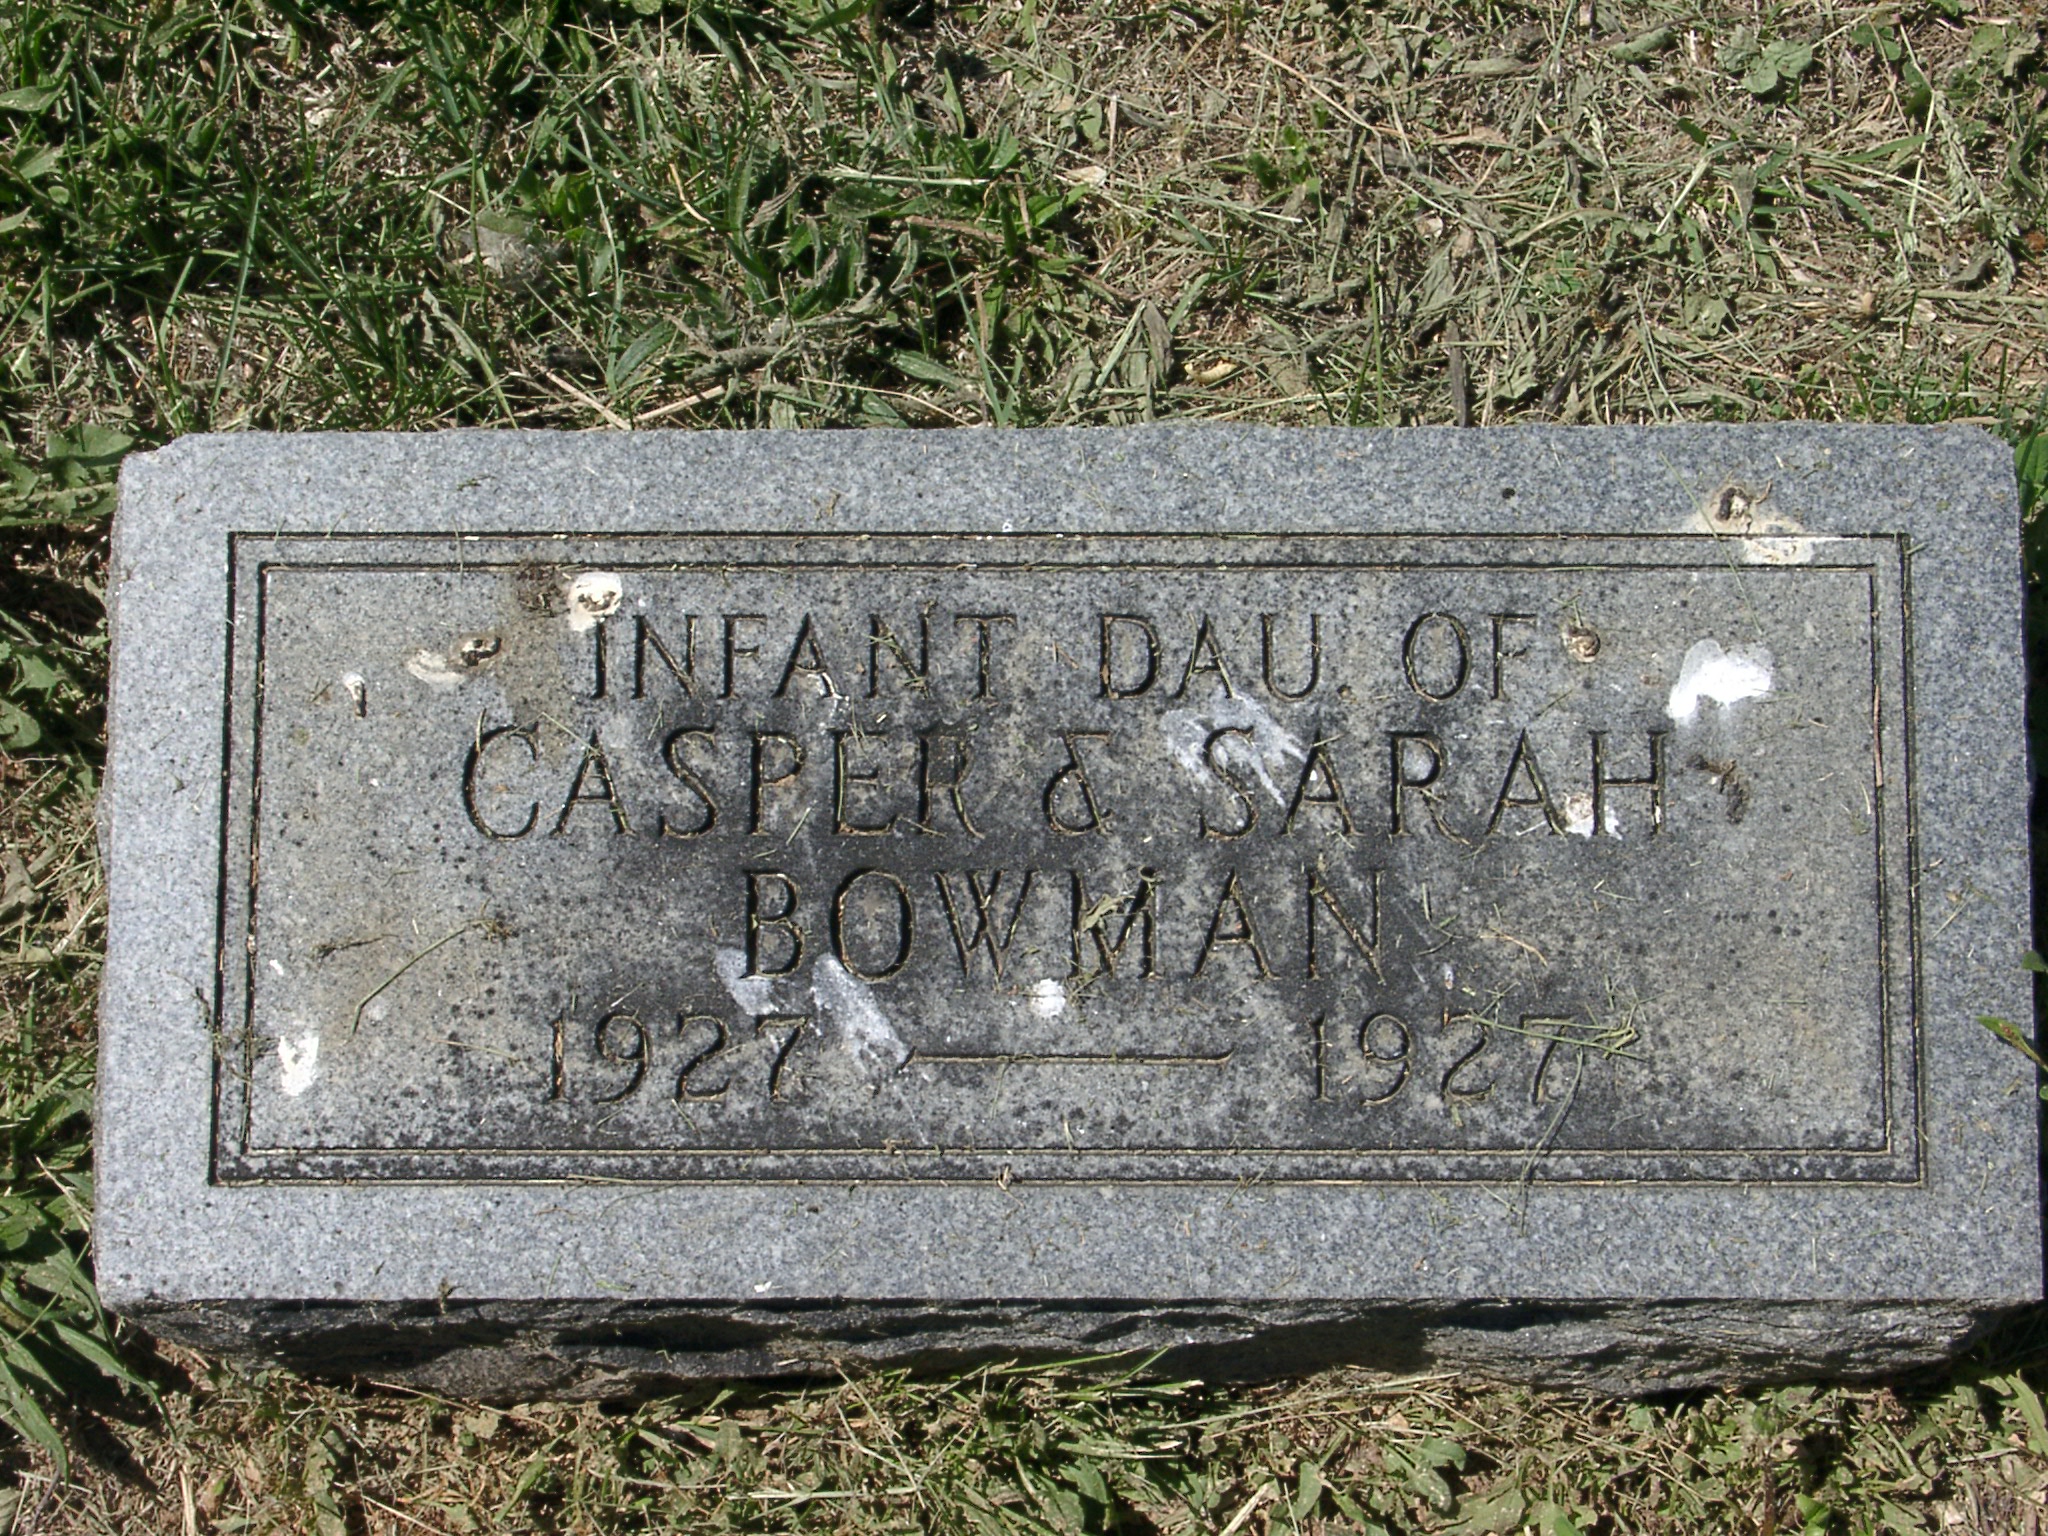 INFANT DAU. OF
CASPER & SARAH
BOWMAN
1927 — 1927